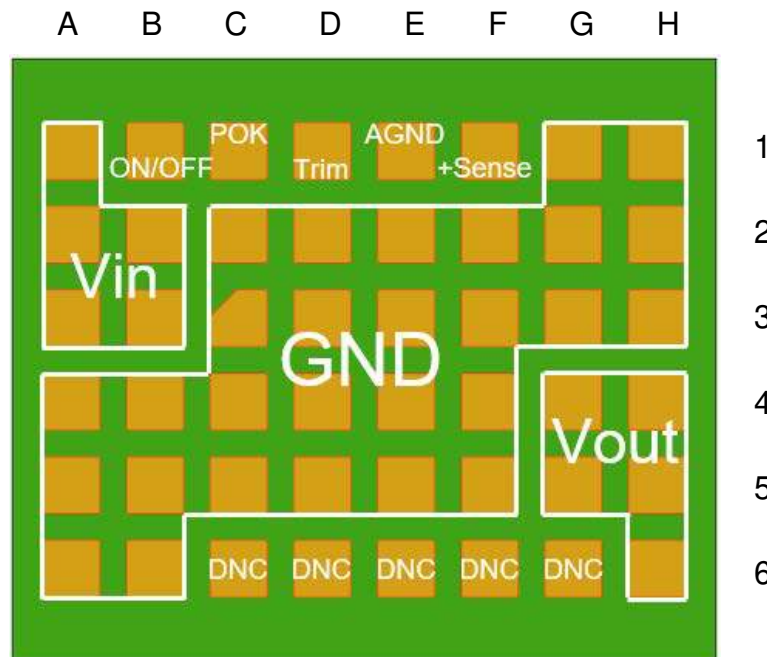 A B C D E F G H
POK AGND 1
ON/OFF Trim +Sense
2
Vin
3
GND
4
Vout
5
DNC DNC DNC DNC DNC 6